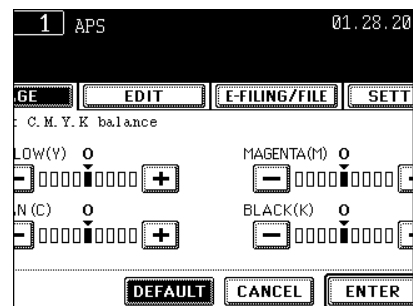 1 APS 01.28.20
GE EDIT E-FILING/FILE SETT
: C.M.Y.K balance
LOW(Y) 0 MAGENTA(M) 0
− + −
N (C) 0 BLACK(K) 0
− + −
DEFAULT CANCEL ENTER